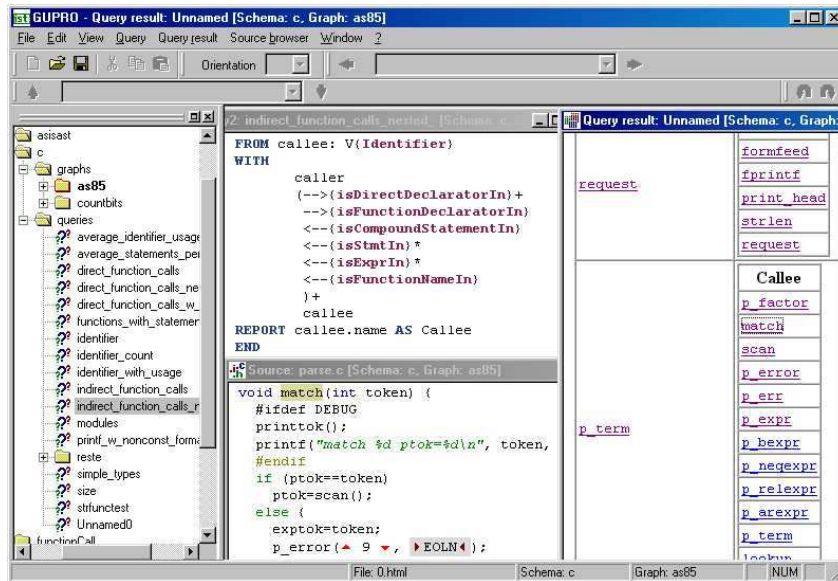 GUPRO - Query result: Unnamed [Schema: c, Graph: as85]
File Edit View Query Query result Source browser Window ?
Orientation
asisast
c
graphs
as85
countbits
queries
average_identifier_usage
average_statements_per
direct_function_calls
direct_function_calls_ne
direct_function_calls_w_
functions_with_statemer
identifier
identifier_count
identifier_with_usage
indirect_function_calls
indirect_function_calls_r
modules
printf_w_nonconst_forma
reste
simple_types
size
strfunctest
Unnamed0
functionCall
y2: indirect_function_calls_nested_ [Schema: c,
FROM callee: V{Identifier}
WITH
caller
(-->{isDirectDeclaratorIn}+
-->{isFunctionDeclaratorIn}
<--{isCompoundStatementIn}
<--{isStmtIn}*
<--{isExprIn}*
<--{isFunctionNameIn}
)+
callee
REPORT callee.name AS Callee
END
Source: parse.c [Schema: c, Graph: as85]
void match(int token) {
#ifdef DEBUG
printtok();
printf("match %d ptok=%d\n", token,
#endif
if (ptok==token)
ptok=scan();
else {
exptok=token;
p_error( 9 , EOLN );
Query result: Unnamed [Schema: c, Graph:
request
formfeed
fprintf
print_head
strlen
request
p_term
Callee
p_factor
match
scan
p_error
p_err
p_expr
p_bexpr
p_neqexpr
p_relexpr
p_arexpr
p_term
lookup
File: 0.html Schema: c Graph: as85 NUM